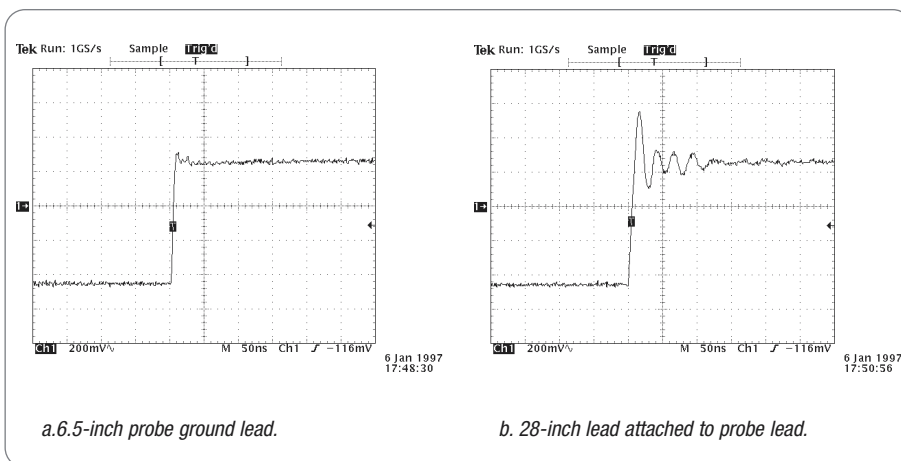 Tek Run: 1GS/s Sample Trig'd
[ T ]
1→
T
Ch1 200mV∿ M 50ns Ch1 ∫ −116mV
6 Jan 1997
17:48:30
a.6.5-inch probe ground lead.
Tek Run: 1GS/s Sample Trig'd
[ T ]
1→
T
Ch1 200mV∿ M 50ns Ch1 ∫ −116mV
6 Jan 1997
17:50:56
b. 28-inch lead attached to probe lead.